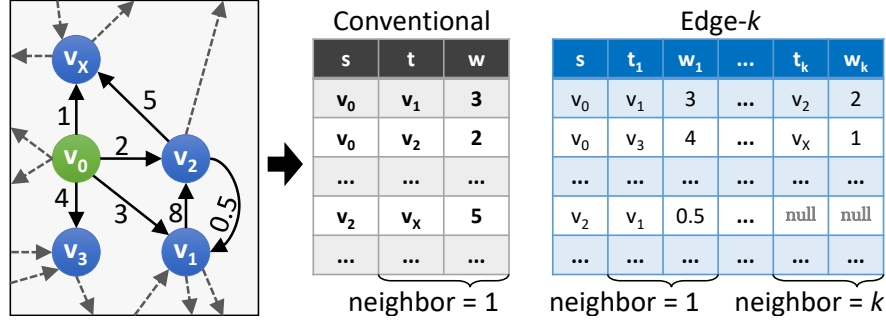 Conventional
Edge-k
vX
5
1
v0
2
v2
4
3
8
0.5
v3
v1
s t w
v0 v1 3
v0 v2 2
... ... ...
v2 vX 5
... ... ...
neighbor = 1
s t1 w1 ... tk wk
v0 v1 3 ... v2 2
v0 v3 4 ... vX 1
... ... ... ... ... ...
v2 v1 0.5 ... null null
... ... ... ... ... ...
neighbor = 1 neighbor = k